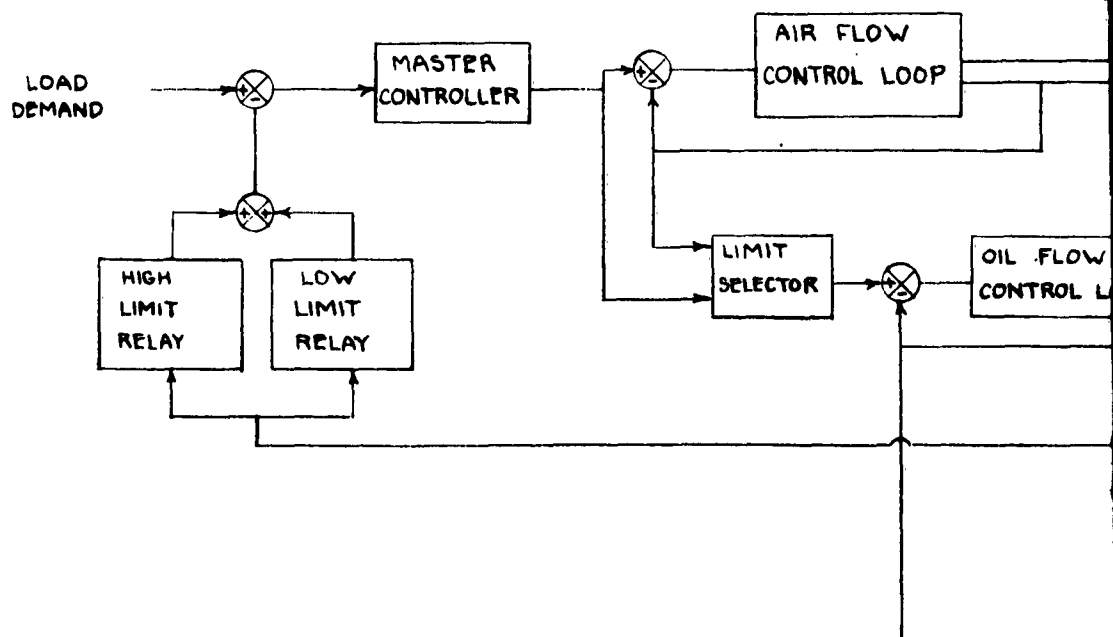 LOAD
DEMAND
MASTER
CONTROLLER
AIR FLOW
CONTROL LOOP
HIGH
LIMIT
RELAY
LOW
LIMIT
RELAY
LIMIT
SELECTOR
OIL FLOW
CONTROL